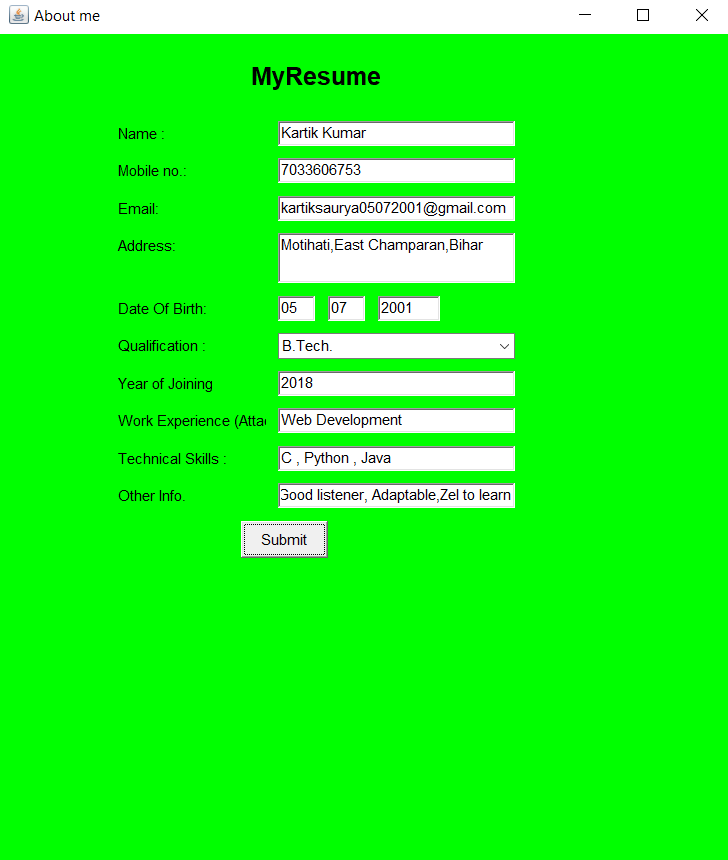 About me
MyResume
Name : Kartik Kumar
Mobile no.: 7033606753
Email: kartiksaurya05072001@gmail.com
Address: Motihati,East Champaran,Bihar
Date Of Birth: 05 07 2001
Qualification : B.Tech.
Year of Joining 2018
Work Experience (Attac Web Development
Technical Skills : C , Python , Java
Other Info. Good listener, Adaptable,Zel to learn
Submit